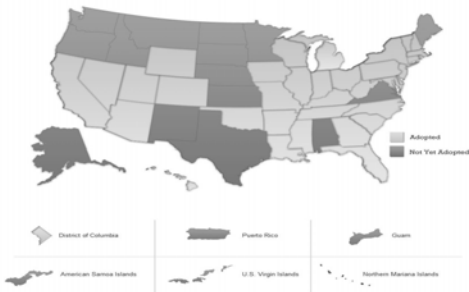 Adopted
Not Yet Adopted
District of Columbia
Puerto Rico
Guam
American Samoa Islands
U.S. Virgin Islands
Northern Mariana Islands